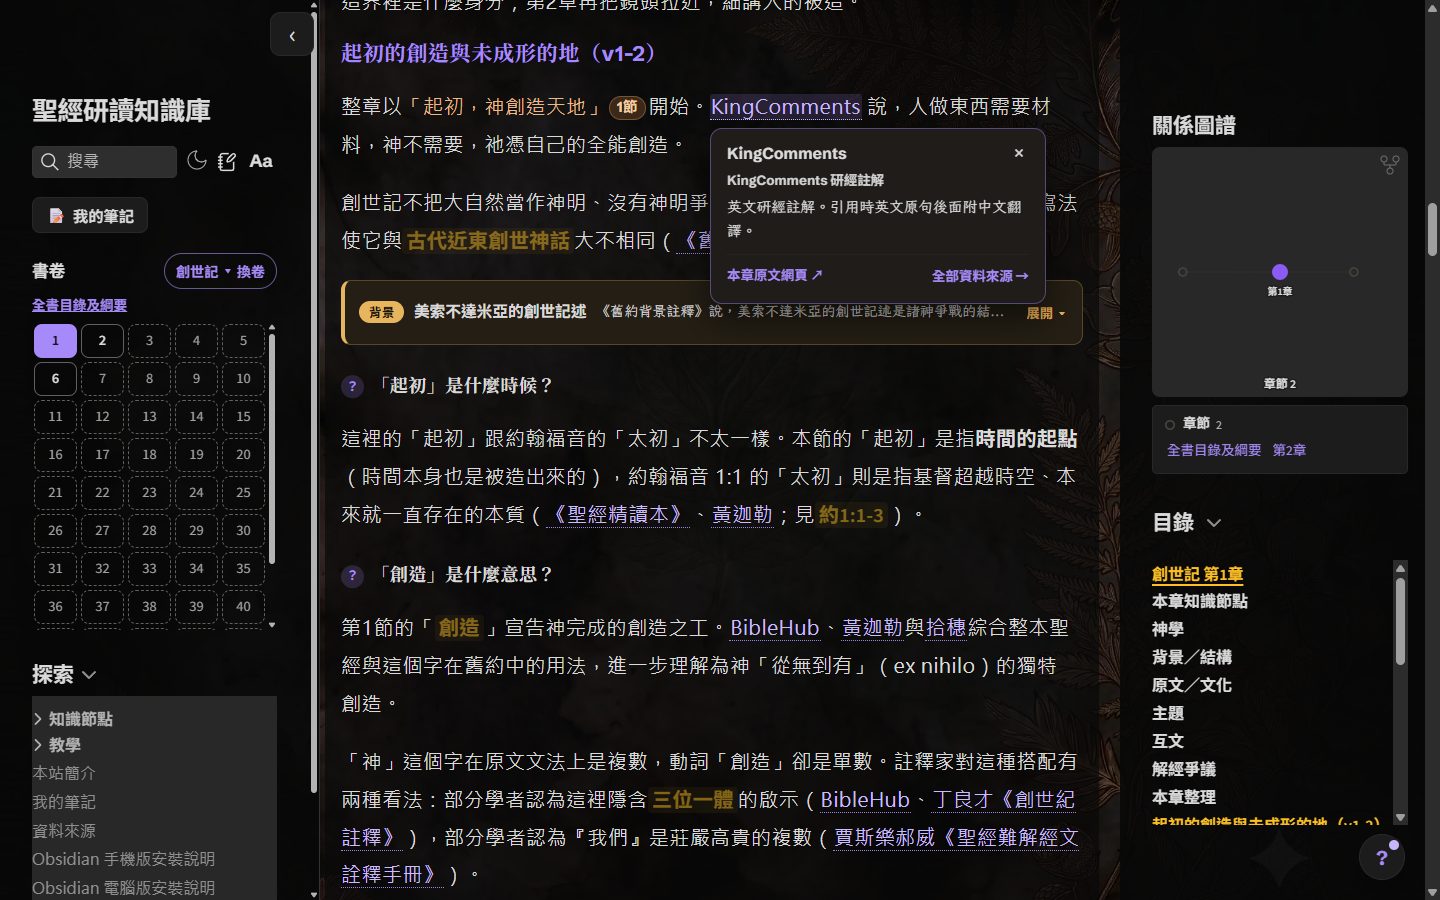 聖經研讀知識庫
搜尋
Aa
我的筆記
書卷
創世記 換卷
全書目錄及綱要
1 2 3 4 5
6 7 8 9 10
11 12 13 14 15
16 17 18 19 20
21 22 23 24 25
26 27 28 29 30
31 32 33 34 35
36 37 38 39 40
探索
知識節點
教學
本站簡介
我的筆記
資料來源
Obsidian 手機版安裝說明
Obsidian 電腦版安裝說明
起初的創造與未成形的地（v1-2）
整章以「起初，神創造天地」 1節 開始。KingComments 說，人做東西需要材
料，神不需要，祂憑自己的全能創造。
KingComments ×
KingComments 研經註解
英文研經註解。引用時英文原句後面附中文翻
譯。
本章原文網頁 ↗ 全部資料來源 →
創世記不把大自然當作神明、沒有神明爭
寫法
使它與 古代近東創世神話 大不相同（《舊
背景 美索不達米亞的創世記述 《舊約背景註釋》說，美索不達米亞的創世記述是諸神爭戰的結… 展開
? 「起初」是什麼時候？
這裡的「起初」跟約翰福音的「太初」不太一樣。本節的「起初」是指時間的起點
（時間本身也是被造出來的），約翰福音 1:1 的「太初」則是指基督超越時空、本
來就一直存在的本質（《聖經精讀本》、黃迦勒；見 約1:1-3 ）。
? 「創造」是什麼意思？
第1節的「 創造 」宣告神完成的創造之工。BibleHub、黃迦勒與拾穗綜合整本聖
經與這個字在舊約中的用法，進一步理解為神「從無到有」（ex nihilo）的獨特
創造。
「神」這個字在原文文法上是複數，動詞「創造」卻是單數。註釋家對這種搭配有
兩種看法：部分學者認為這裡隱含 三位一體 的啟示（BibleHub、丁良才《創世紀
註釋》），部分學者認為『我們』是莊嚴高貴的複數（賈斯樂郝威《聖經難解經文
詮釋手冊》）。
關係圖譜
第1章
章節 2
章節 2
全書目錄及綱要 第2章
目錄
創世記 第1章
本章知識節點
神學
背景／結構
原文／文化
主題
互文
解經爭議
本章整理
起初的創造與未成形的地（v1-2）
?